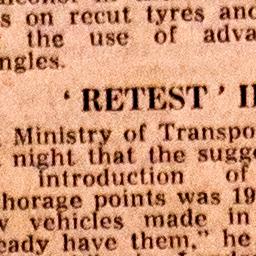 s on recut tyres and
the use of adva
ngles.
‘ RETEST ’ I
Ministry of Transpo
night that the sugge
introduction of
horage points was 19
vehicles made in
eady have them,” he